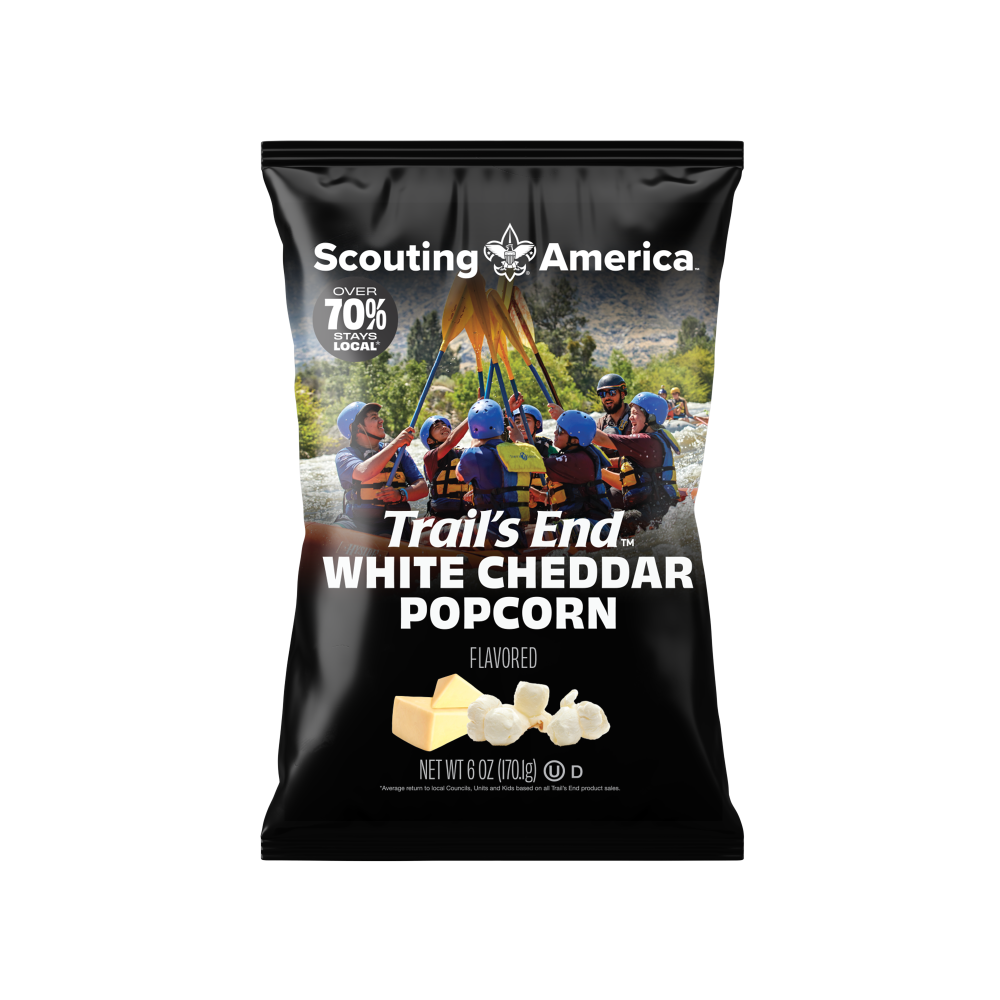 Scouting America™
OVER
70%
STAYS
LOCAL*
Trail's End™
WHITE CHEDDAR
POPCORN
FLAVORED
NET WT 6 OZ (170.1g) Ⓤ D
*Average return to local Councils, Units and Kids based on all Trail's End product sales.